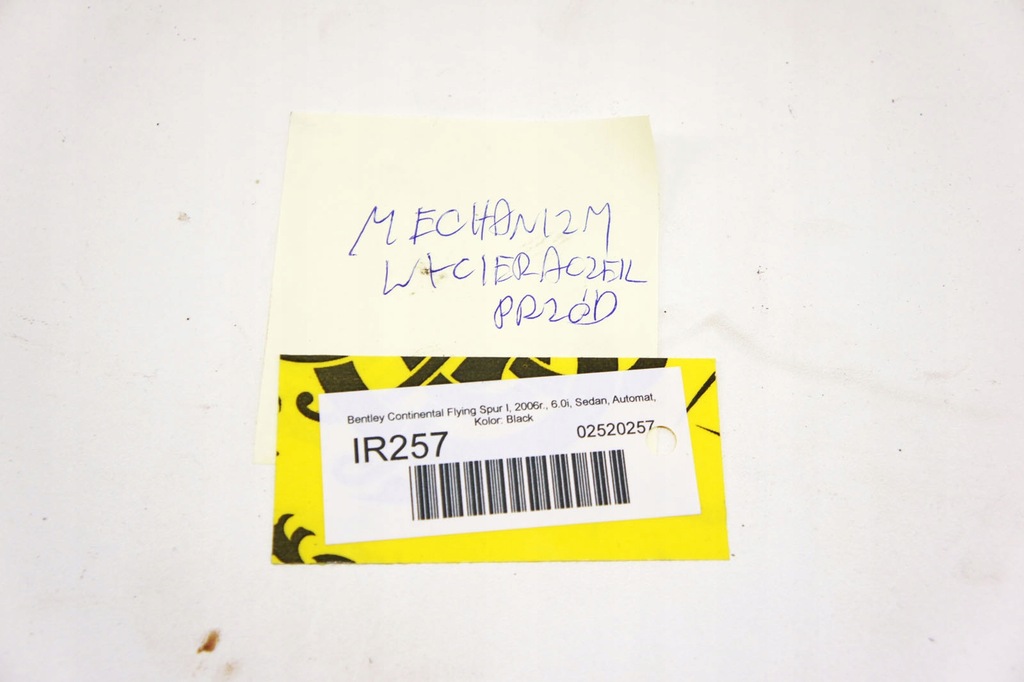 MECHANIZM
WYCIERACZEK
PRZÓD
Bentley Continental Flying Spur I, 2006r., 6.0i, Sedan, Automat,
Kolor: Black
IR257
02520257